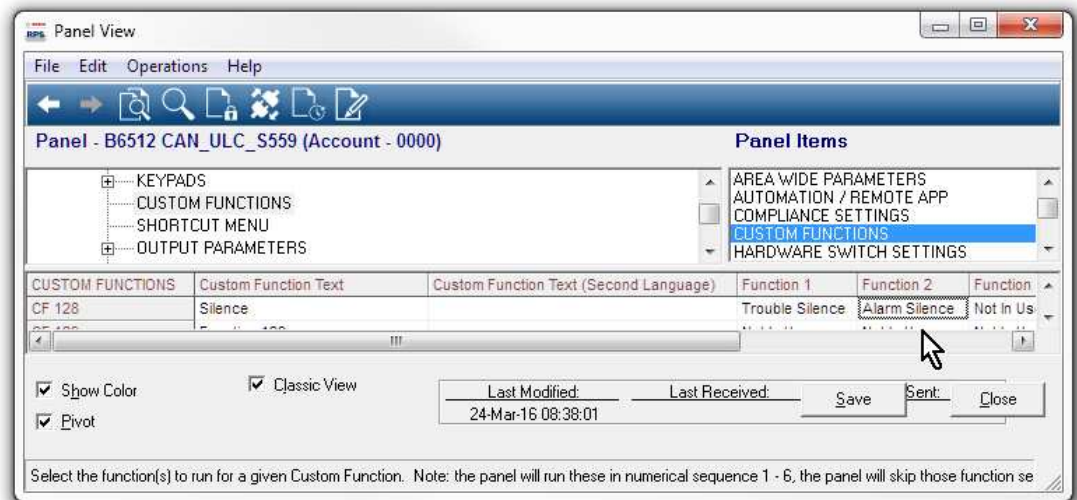 RPS Panel View
File Edit Operations Help
Panel - B6512 CAN_ULC_S559 (Account - 0000)
Panel Items
KEYPADS
CUSTOM FUNCTIONS
SHORTCUT MENU
OUTPUT PARAMETERS
AREA WIDE PARAMETERS
AUTOMATION / REMOTE APP
COMPLIANCE SETTINGS
CUSTOM FUNCTIONS
HARDWARE SWITCH SETTINGS
CUSTOM FUNCTIONS Custom Function Text Custom Function Text (Second Language) Function 1 Function 2 Function
CF 128 Silence Trouble Silence Alarm Silence Not In Us
Show Color
Classic View
Pivot
Last Modified: Last Received: Sent:
24-Mar-16 08:38:01
Save
Close
Select the function(s) to run for a given Custom Function. Note: the panel will run these in numerical sequence 1 - 6, the panel will skip those function se